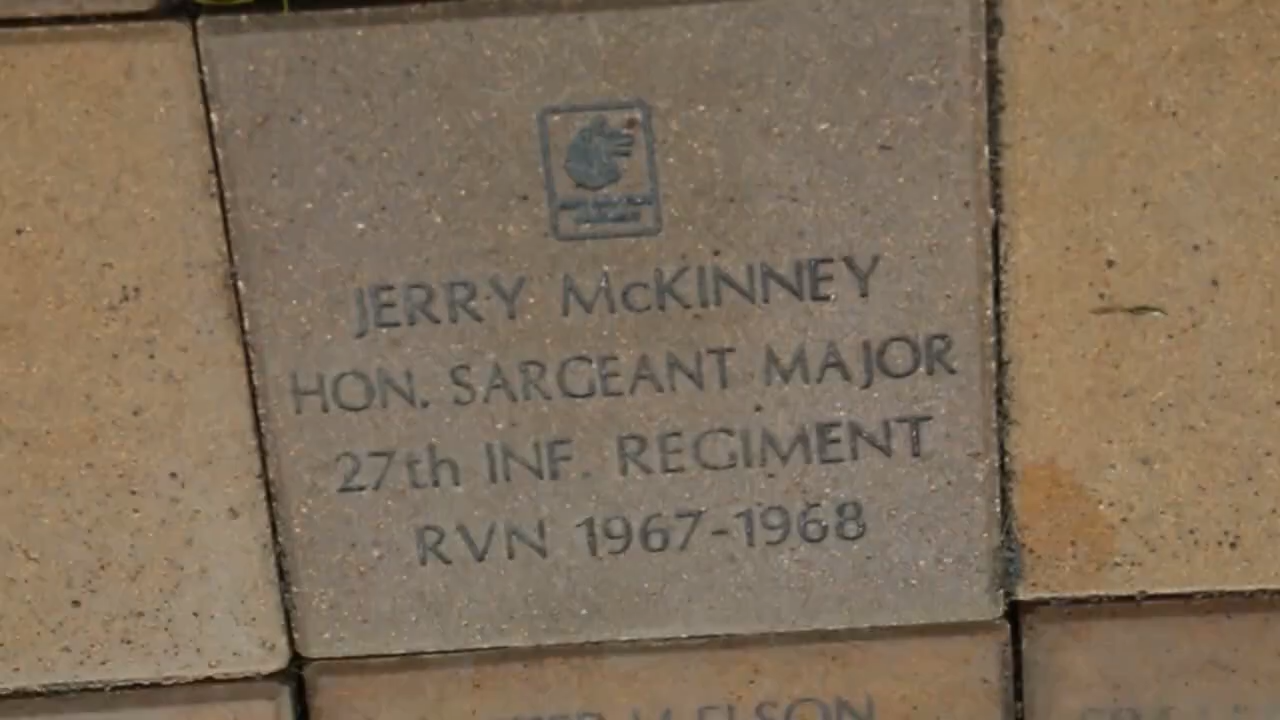 JERRY McKINNEY
HON. SARGEANT MAJOR
27th INF. REGIMENT
RVN 1967-1968